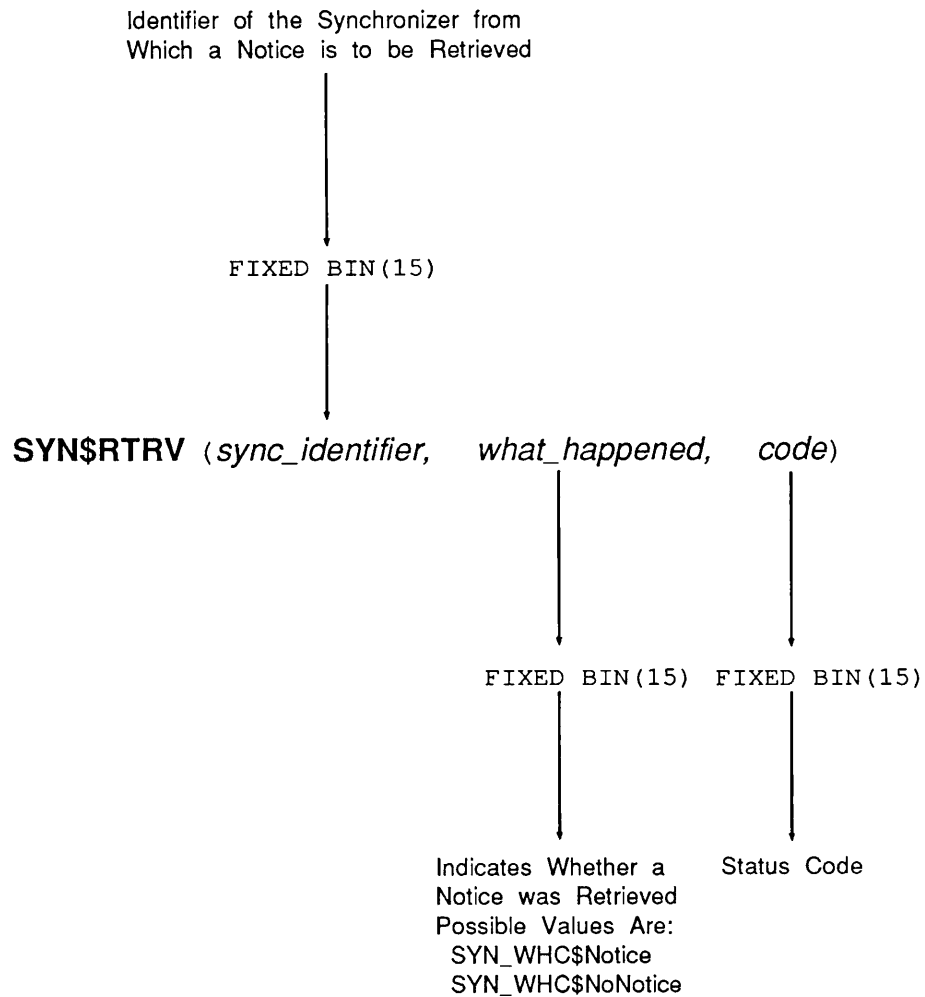 Identifier of the Synchronizer from
Which a Notice is to be Retrieved
FIXED BIN(15)
SYN$RTRV (sync_identifier, what_happened, code)
FIXED BIN(15) FIXED BIN(15)
Indicates Whether a
Notice was Retrieved
Possible Values Are:
SYN_WHC$Notice
SYN_WHC$NoNotice
Status Code